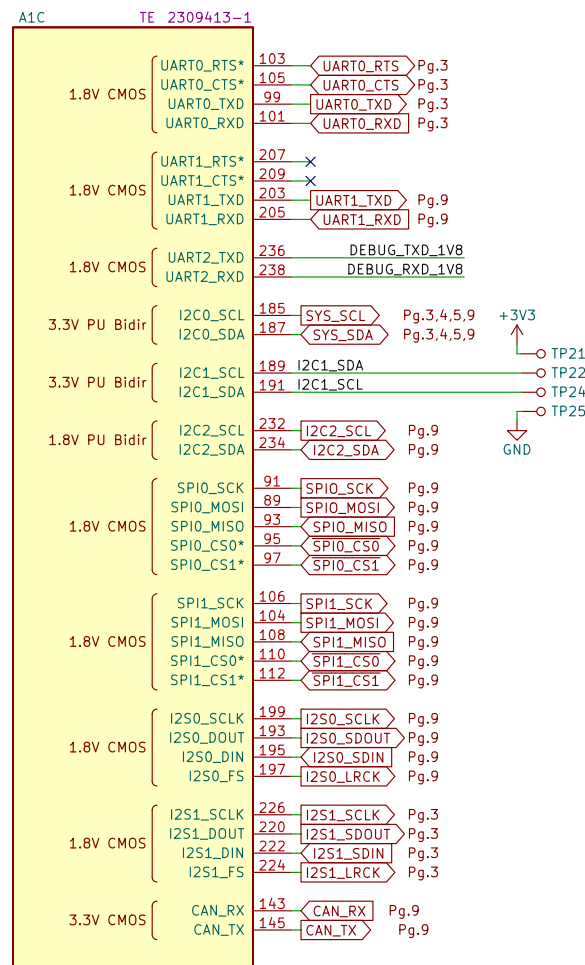 A1C TE 2309413-1
UART0_RTS* 103 UART0_RTS Pg.3
1.8V CMOS UART0_CTS* 105 UART0_CTS Pg.3
UART0_TXD 99 UART0_TXD Pg.3
UART0_RXD 101 UART0_RXD Pg.3
UART1_RTS* 207
1.8V CMOS UART1_CTS* 209
UART1_TXD 203 UART1_TXD Pg.9
UART1_RXD 205 UART1_RXD Pg.9
UART2_TXD 236 DEBUG_TXD_1V8
1.8V CMOS UART2_RXD 238 DEBUG_RXD_1V8
I2C0_SCL 185 SYS_SCL Pg.3,4,5,9 +3V3
3.3V PU Bidir I2C0_SDA 187 SYS_SDA Pg.3,4,5,9
TP21
I2C1_SCL 189 I2C1_SDA TP22
3.3V PU Bidir I2C1_SDA 191 I2C1_SCL TP24
TP25
I2C2_SCL 232 I2C2_SCL Pg.9
1.8V PU Bidir I2C2_SDA 234 I2C2_SDA Pg.9 GND
SPI0_SCK 91 SPI0_SCK Pg.9
SPI0_MOSI 89 SPI0_MOSI Pg.9
1.8V CMOS SPI0_MISO 93 SPI0_MISO Pg.9
SPI0_CS0* 95 SPI0_CS0 Pg.9
SPI0_CS1* 97 SPI0_CS1 Pg.9
SPI1_SCK 106 SPI1_SCK Pg.9
SPI1_MOSI 104 SPI1_MOSI Pg.9
1.8V CMOS SPI1_MISO 108 SPI1_MISO Pg.9
SPI1_CS0* 110 SPI1_CS0 Pg.9
SPI1_CS1* 112 SPI1_CS1 Pg.9
I2S0_SCLK 199 I2S0_SCLK Pg.9
I2S0_DOUT 193 I2S0_SDOUT Pg.9
1.8V CMOS I2S0_DIN 195 I2S0_SDIN Pg.9
I2S0_FS 197 I2S0_LRCK Pg.9
I2S1_SCLK 226 I2S1_SCLK Pg.3
I2S1_DOUT 220 I2S1_SDOUT Pg.3
1.8V CMOS I2S1_DIN 222 I2S1_SDIN Pg.3
I2S1_FS 224 I2S1_LRCK Pg.3
CAN_RX 143 CAN_RX Pg.9
3.3V CMOS CAN_TX 145 CAN_TX Pg.9